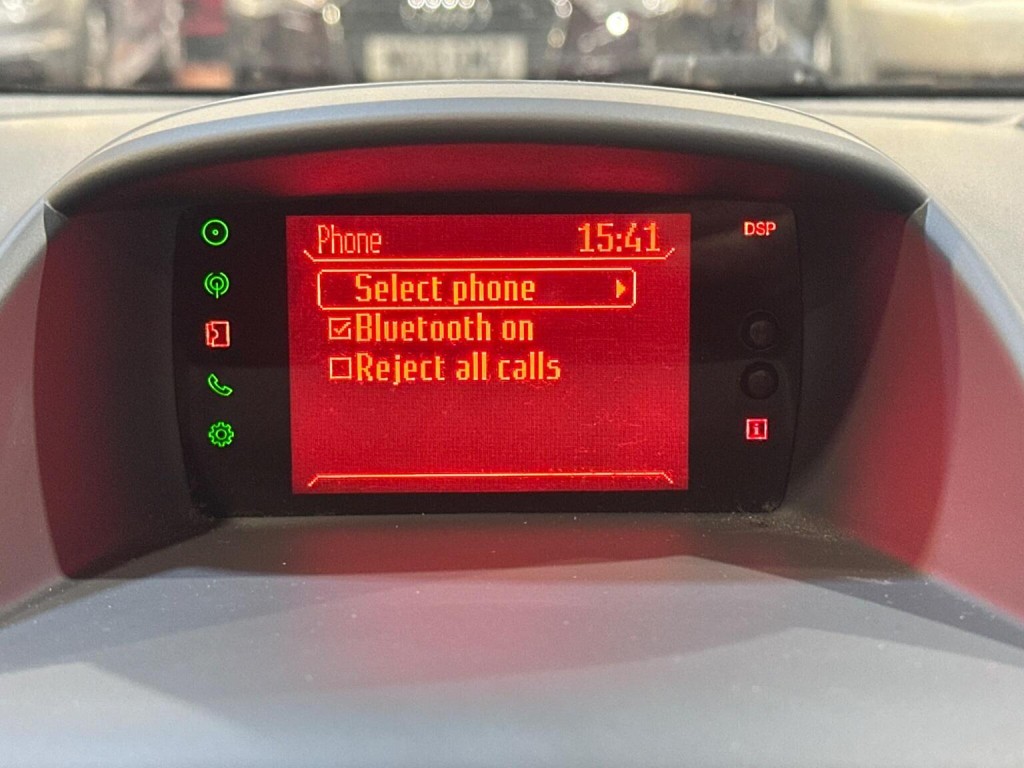 Phone 15:41
DSP
Select phone
Bluetooth on
Reject all calls
i